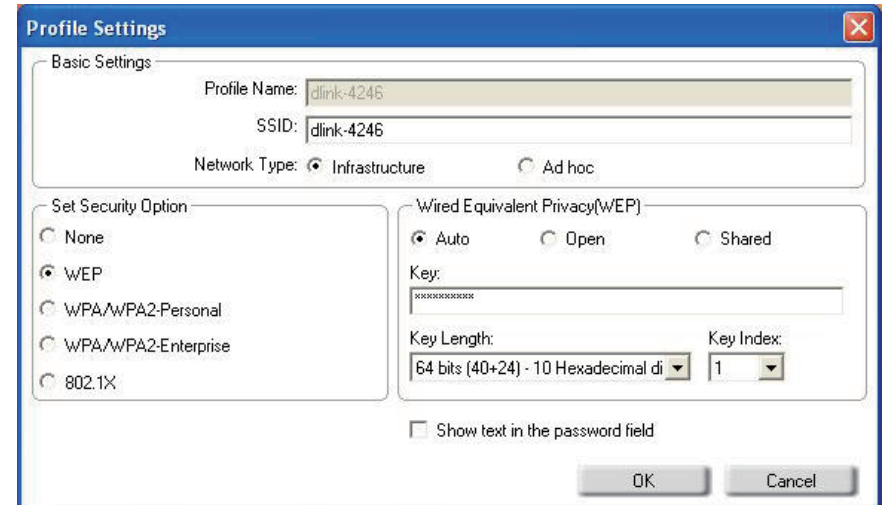 Profile Settings
Basic Settings
Profile Name: dlink-4246
SSID: dlink-4246
Network Type: Infrastructure Ad hoc
Set Security Option
None
WEP
WPA/WPA2-Personal
WPA/WPA2-Enterprise
802.1X
Wired Equivalent Privacy(WEP)
Auto Open Shared
Key:
**********
Key Length: Key Index:
64 bits (40+24) - 10 Hexadecimal di 1
Show text in the password field
OK Cancel